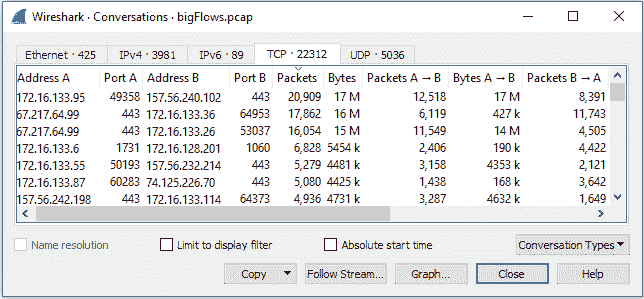 Wireshark · Conversations · bigFlows.pcap
Ethernet · 425 IPv4 · 3981 IPv6 · 89 TCP · 22312 UDP · 5036
Address A Port A Address B Port B Packets Bytes Packets A → B Bytes A → B Packets B → A
172.16.133.95 49358 157.56.240.102 443 20,909 17 M 12,518 17 M 8,391
67.217.64.99 443 172.16.133.36 64953 17,862 16 M 6,119 427 k 11,743
67.217.64.99 443 172.16.133.26 53037 16,054 15 M 11,549 14 M 4,505
172.16.133.6 1731 172.16.128.201 1060 6,828 5454 k 2,406 190 k 4,422
172.16.133.55 50193 157.56.232.214 443 5,279 4481 k 3,158 4353 k 2,121
172.16.133.87 60283 74.125.226.70 443 5,080 4425 k 1,438 168 k 3,642
157.56.242.198 443 172.16.133.114 64373 4,936 4731 k 3,287 4632 k 1,649
Name resolution Limit to display filter Absolute start time Conversation Types
Copy Follow Stream... Graph... Close Help